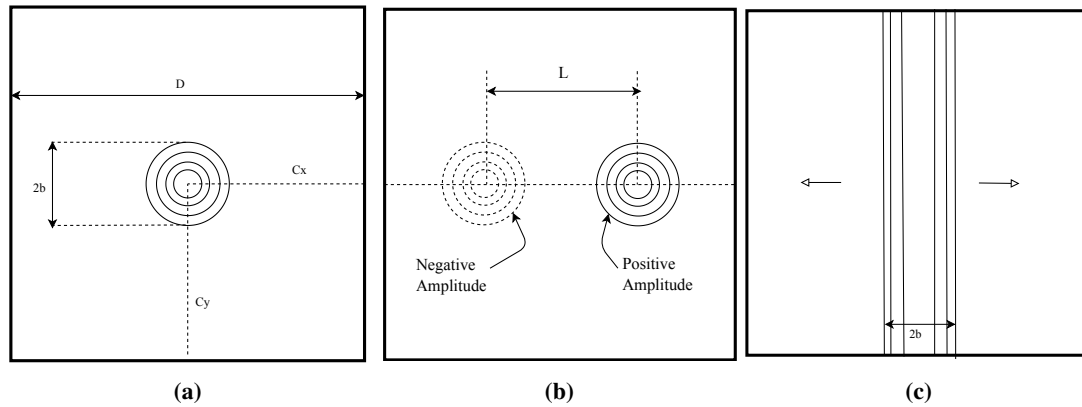 D
2b
Cx
Cy
(a)
L
Negative
Amplitude
Positive
Amplitude
(b)
2b
(c)